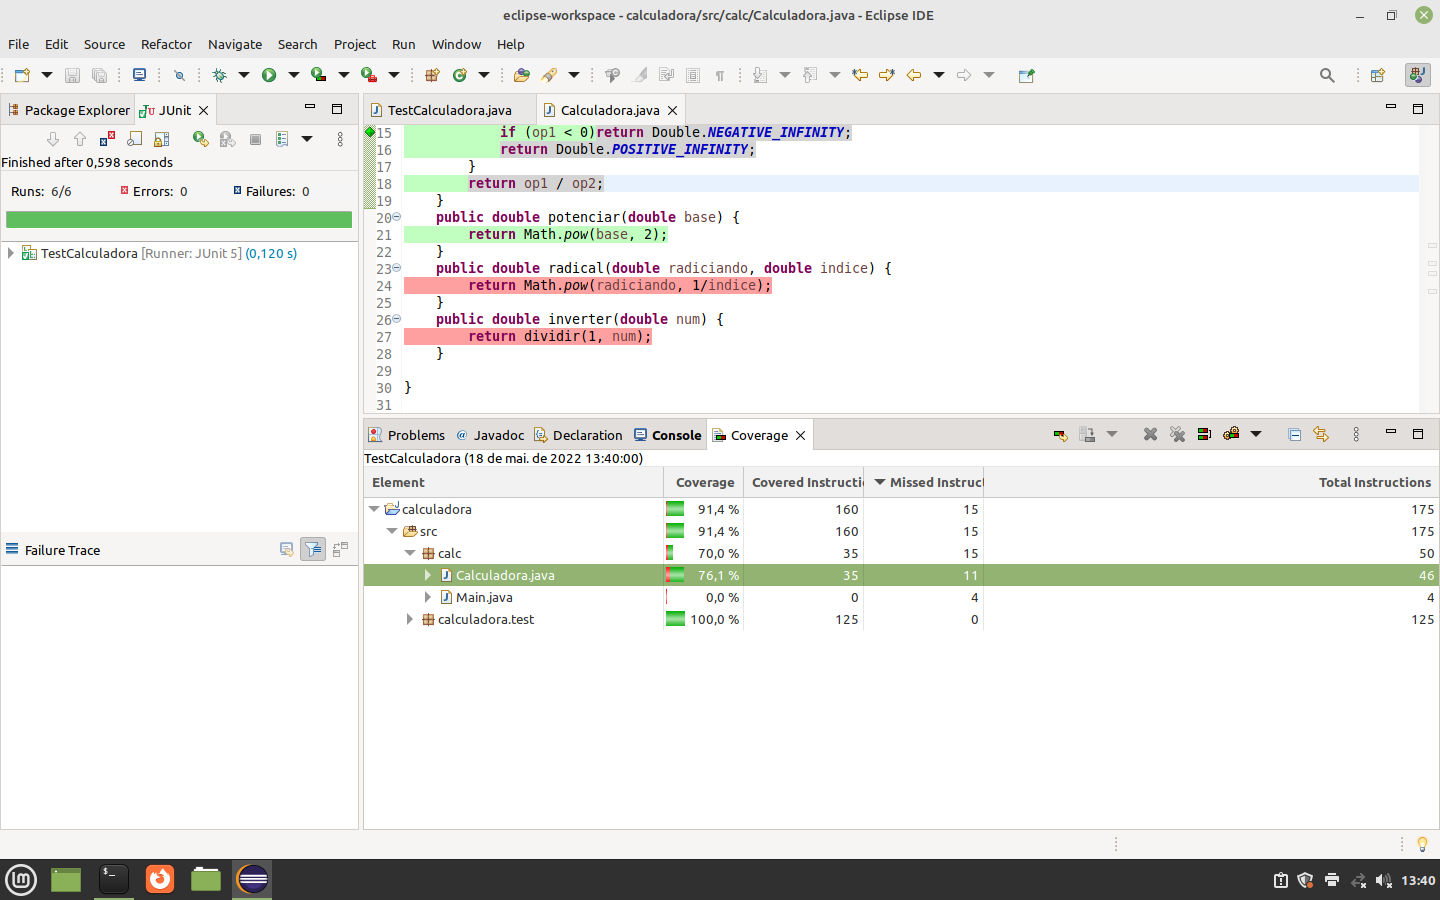 eclipse-workspace - calculadora/src/calc/Calculadora.java - Eclipse IDE
File Edit Source Refactor Navigate Search Project Run Window Help
Package Explorer JUnit
Finished after 0,598 seconds
Runs: 6/6 Errors: 0 Failures: 0
TestCalculadora [Runner: JUnit 5] (0,120 s)
Failure Trace
TestCalculadora.java Calculadora.java
15 if (op1 < 0)return Double.NEGATIVE_INFINITY;
16 return Double.POSITIVE_INFINITY;
17 }
18 return op1 / op2;
19 }
20 public double potenciar(double base) {
21 return Math.pow(base, 2);
22 }
23 public double radical(double radiciando, double indice) {
24 return Math.pow(radiciando, 1/indice);
25 }
26 public double inverter(double num) {
27 return dividir(1, num);
28 }
29
30 }
31
Problems @ Javadoc Declaration Console Coverage
TestCalculadora (18 de mai. de 2022 13:40:00)
Element Coverage Covered Instructi Missed Instruct Total Instructions
calculadora 91,4 % 160 15 175
src 91,4 % 160 15 175
calc 70,0 % 35 15 50
Calculadora.java 76,1 % 35 11 46
Main.java 0,0 % 0 4 4
calculadora.test 100,0 % 125 0 125
13:40